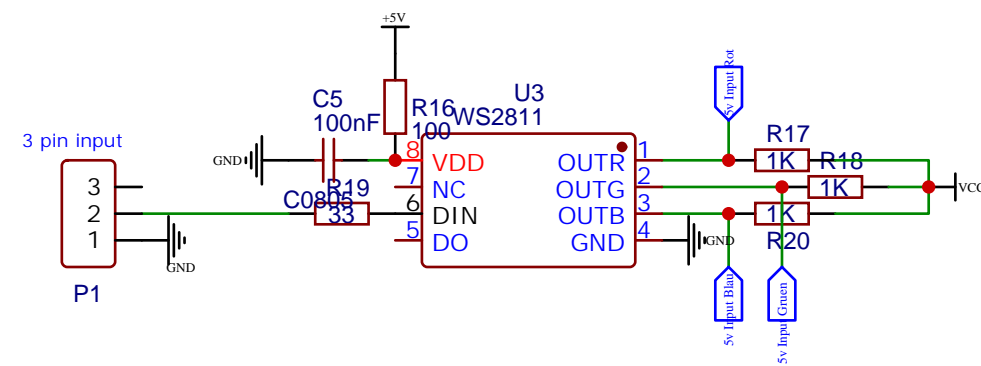 +5V
U3
C5
100nF
R16
100
WS2811
5v Input Rot
3 pin input
R17
1K
R18
1K
GND
8
VDD
OUTR
1
7
NC
OUTG
2
VCC
3
R19
C0805
33
6
DIN
OUTB
3
1K
2
5
DO
GND
4
GND
R20
1
GND
P1
5v Input Blau
5v Input Gruen